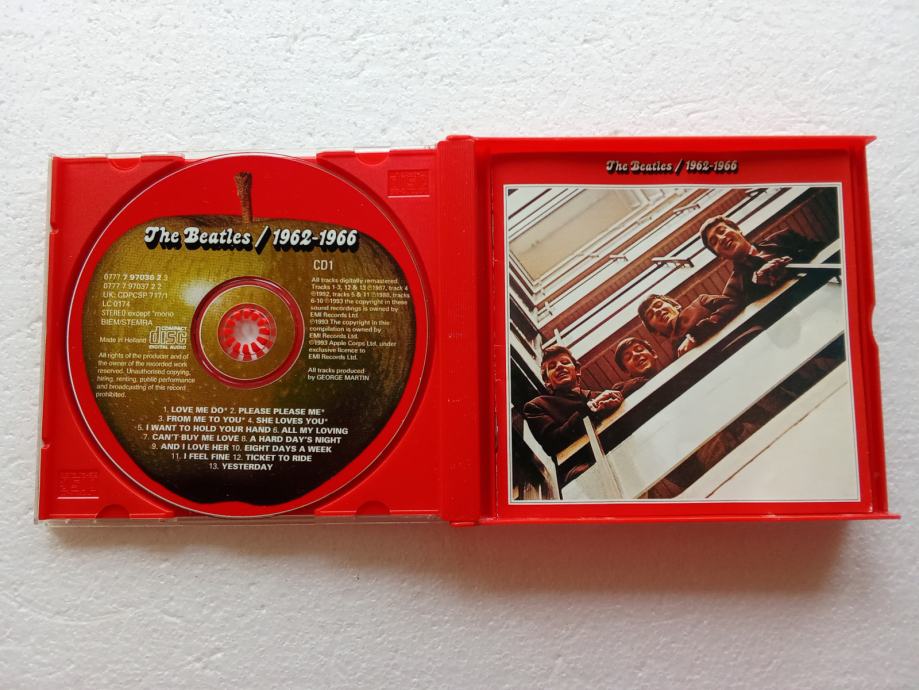 The Beatles / 1962-1966
0777 7 97036 2 3
0777 7 97037 2 2
UK: CDPCSP 717/1
LC 0174
STEREO except *mono
BIEM/STEMRA
COMPACT
disc
DIGITAL AUDIO
Made in Holland
All rights of the producer and of
the owner of the recorded work
reserved. Unauthorised copying,
hiring, renting, public performance
and broadcasting of this record
prohibited.
CD1
All tracks digitally remastered.
Tracks 1-3, 12 & 13 ℗1987, track 4
℗1992, tracks 5 & 11 ℗1988, tracks
6-10 ℗1993 the copyright in these
sound recordings is owned by
EMI Records Ltd.
℗1993 The copyright in this
compilation is owned by
EMI Records Ltd.
©1993 Apple Corps Ltd. under
exclusive licence to
EMI Records Ltd.
All tracks produced
by GEORGE MARTIN
1. LOVE ME DO* 2. PLEASE PLEASE ME*
3. FROM ME TO YOU* 4. SHE LOVES YOU*
5. I WANT TO HOLD YOUR HAND 6. ALL MY LOVING
7. CAN'T BUY ME LOVE 8. A HARD DAY'S NIGHT
9. AND I LOVE HER 10. EIGHT DAYS A WEEK
11. I FEEL FINE 12. TICKET TO RIDE
13. YESTERDAY
The Beatles / 1962-1966